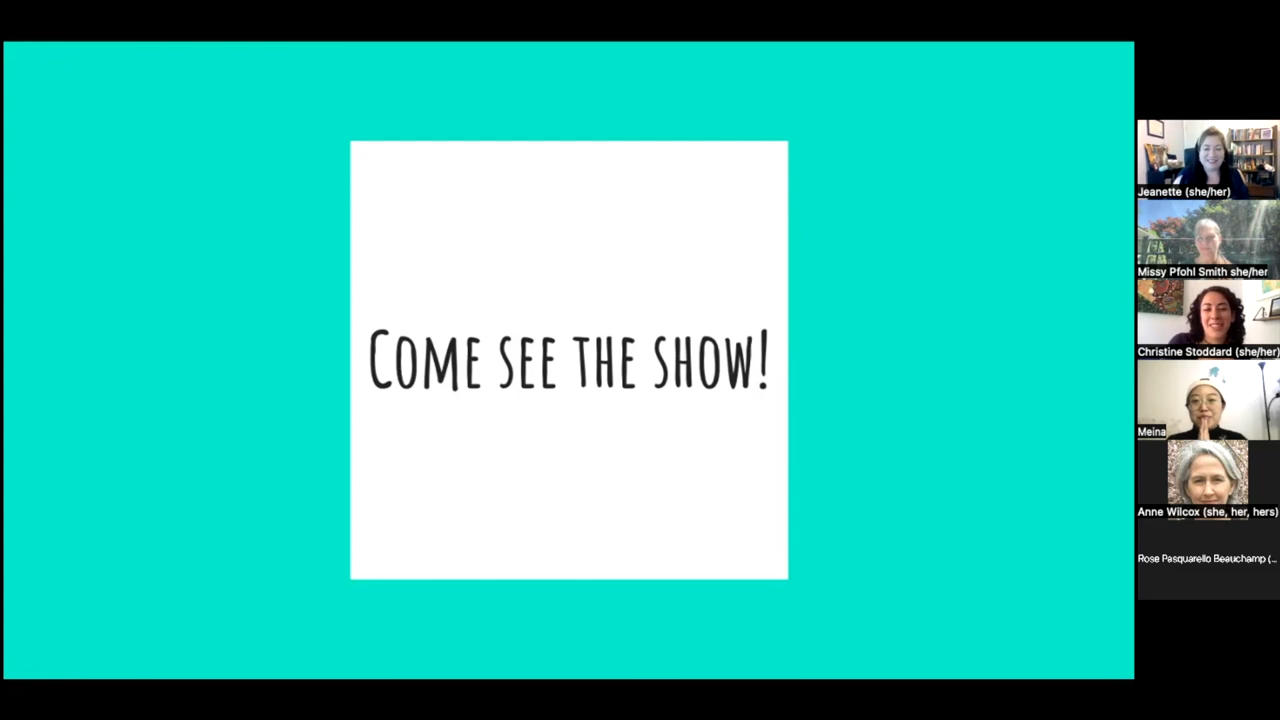 Come see the show!
Jeanette (she/her)
Missy Pfohl Smith she/her
Christine Stoddard (she/her)
Meina
Anne Wilcox (she, her, hers)
Rose Pasquarello Beauchamp (...